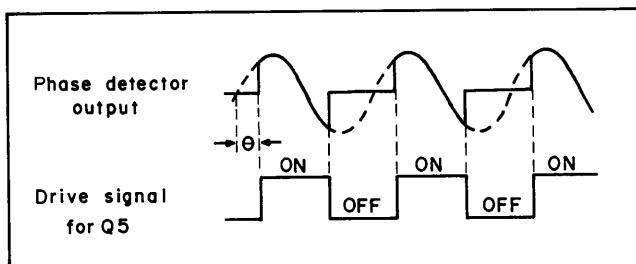 Phase detector
output
θ
ON
ON
ON
Drive signal
for Q5
OFF
OFF